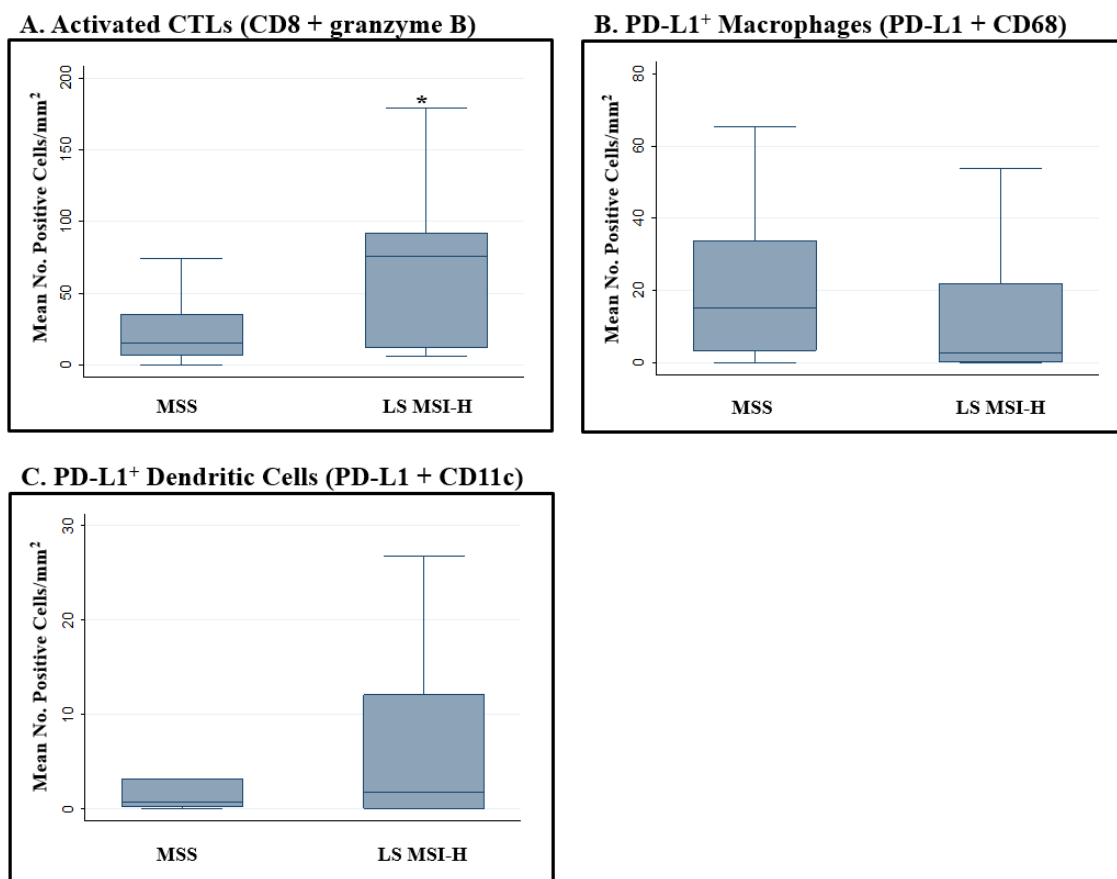 A. Activated CTLs (CD8 + granzyme B)
Mean No. Positive Cells/mm²
200
150
100
50
0
*
MSS
LS MSI-H
B. PD-L1⁺ Macrophages (PD-L1 + CD68)
Mean No. Positive Cells/mm²
80
60
40
20
0
MSS
LS MSI-H
C. PD-L1⁺ Dendritic Cells (PD-L1 + CD11c)
Mean No. Positive Cells/mm²
30
20
10
0
MSS
LS MSI-H